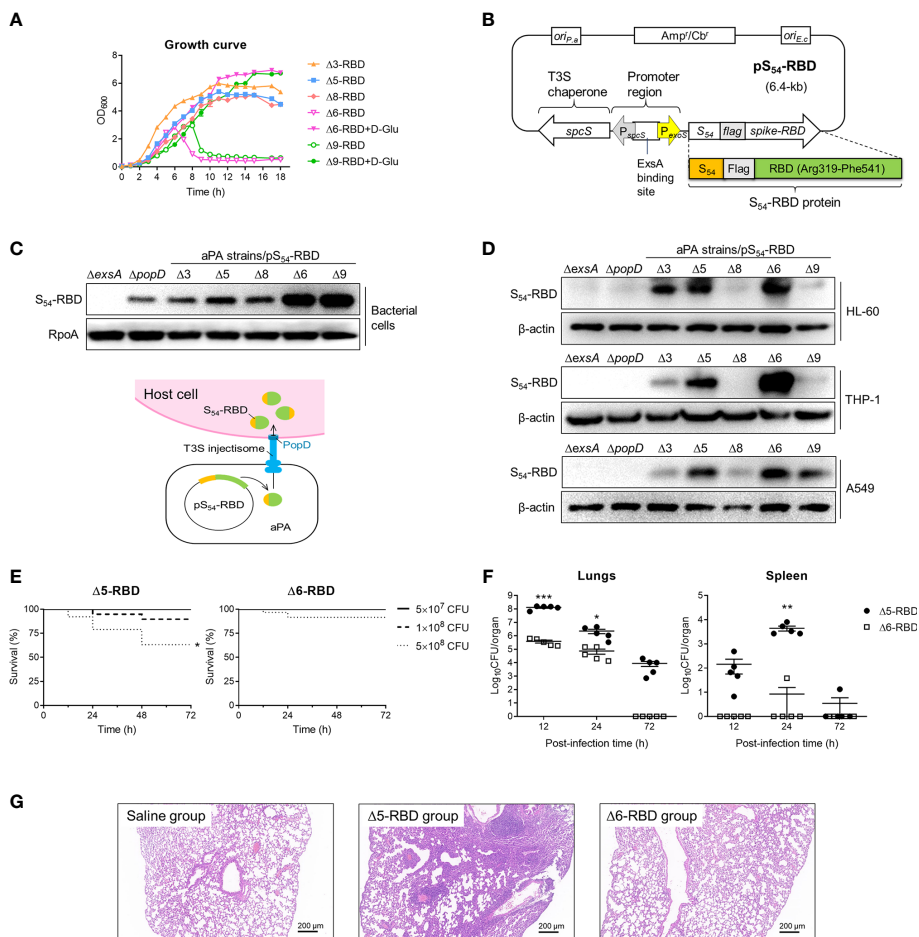 A
Growth curve
OD600
8
6
4
2
0
0 2 4 6 8 10 12 14 16 18
Time (h)
Δ3-RBD
Δ5-RBD
Δ8-RBD
Δ6-RBD
Δ6-RBD+D-Glu
Δ9-RBD
Δ9-RBD+D-Glu
B
oriP.a
Ampr/Cbr
oriE.c
pS54-RBD
(6.4-kb)
T3S
chaperone
Promoter
region
spcS
PspcS
PexoS
S54
flag
spike-RBD
ExsA
binding
site
S54
Flag
RBD (Arg319-Phe541)
S54-RBD protein
C
aPA strains/pS54-RBD
ΔexsA ΔpopD Δ3 Δ5 Δ8 Δ6 Δ9
S54-RBD
RpoA
Bacterial
cells
Host cell
S54-RBD
PopD
T3S injectisome
pS54-RBD
aPA
D
aPA strains/pS54-RBD
ΔexsA ΔpopD Δ3 Δ5 Δ8 Δ6 Δ9
S54-RBD
β-actin
HL-60
ΔexsA ΔpopD Δ3 Δ5 Δ8 Δ6 Δ9
S54-RBD
β-actin
THP-1
ΔexsA ΔpopD Δ3 Δ5 Δ8 Δ6 Δ9
S54-RBD
β-actin
A549
E
Δ5-RBD
Survival (%)
100
75
50
25
0
0 24 48 72
Time (h)
*
Δ6-RBD
Survival (%)
100
75
50
25
0
0 24 48 72
Time (h)
5×10⁷ CFU
1×10⁸ CFU
5×10⁸ CFU
F
Lungs
Log10CFU/organ
9
8
7
6
5
4
3
2
1
0
12 24 72
Post-infection time (h)
***
*
Spleen
Log10CFU/organ
5
4
3
2
1
0
12 24 72
Post-infection time (h)
**
Δ5-RBD
Δ6-RBD
G
Saline group
200 μm
Δ5-RBD group
200 μm
Δ6-RBD group
200 μm